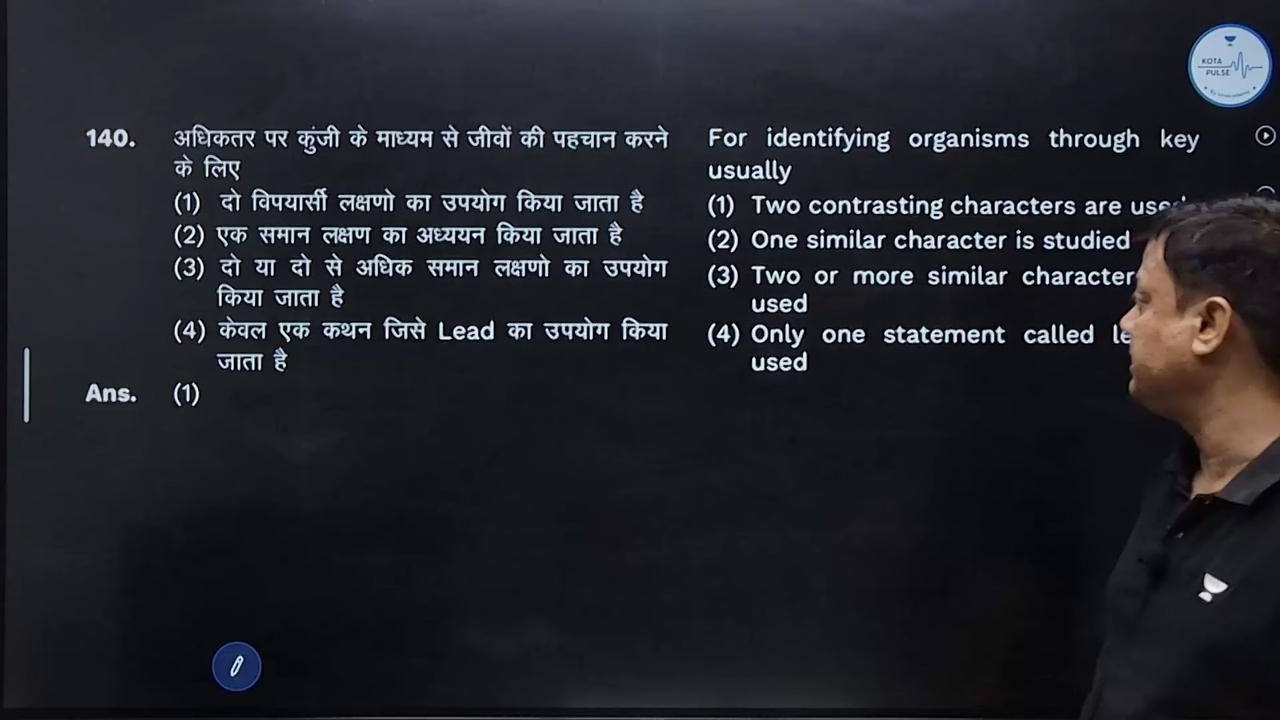 KOTA
PULSE
140. अधिकतर पर कुंजी के माध्यम से जीवों की पहचान करने
के लिए
(1) दो विपयार्सी लक्षणो का उपयोग किया जाता है
(2) एक समान लक्षण का अध्ययन किया जाता है
(3) दो या दो से अधिक समान लक्षणो का उपयोग
किया जाता है
(4) केवल एक कथन जिसे Lead का उपयोग किया
जाता है
Ans. (1)
For identifying organisms through key
usually
(1) Two contrasting characters are used
(2) One similar character is studied
(3) Two or more similar character
used
(4) Only one statement called
used